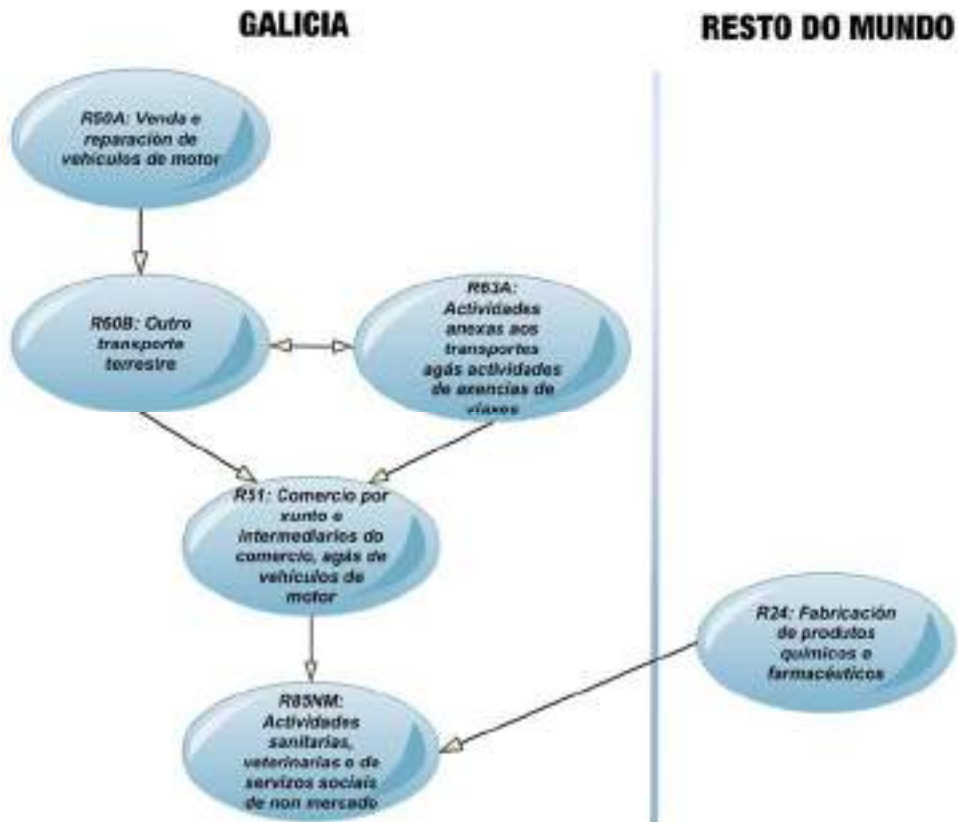 GALICIA
RESTO DO MUNDO
R50A: Venda e
reparación de
vehículos de motor
R60B: Outro
transporte
terrestre
R63A:
Actividades
anexas aos
transportes
agás actividades
de axencias de
viaxes
R51: Comercio por
xunto e
intermediarios do
comercio, agás de
vehículos de
motor
R24: Fabricación
de produtos
químicos e
farmacéuticos
R85NM:
Actividades
sanitarias,
veterinarias e de
servizos sociais
de non mercado